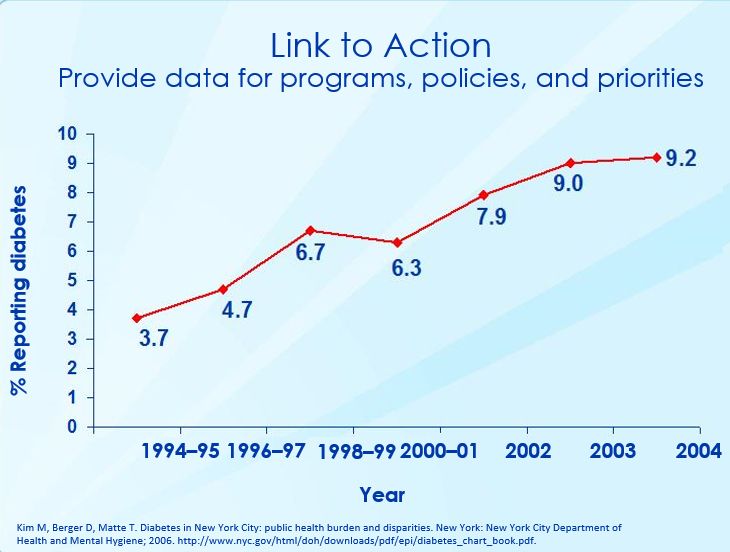 Link to Action
Provide data for programs, policies, and priorities
% Reporting diabetes
10
9
8
7
6
5
4
3
2
1
0
3.7
4.7
6.7
6.3
7.9
9.0
9.2
1994–95 1996–97 1998–99 2000–01 2002 2003 2004
Year
Kim M, Berger D, Matte T. Diabetes in New York City: public health burden and disparities. New York: New York City Department of
Health and Mental Hygiene; 2006. http://www.nyc.gov/html/doh/downloads/pdf/epi/diabetes_chart_book.pdf.